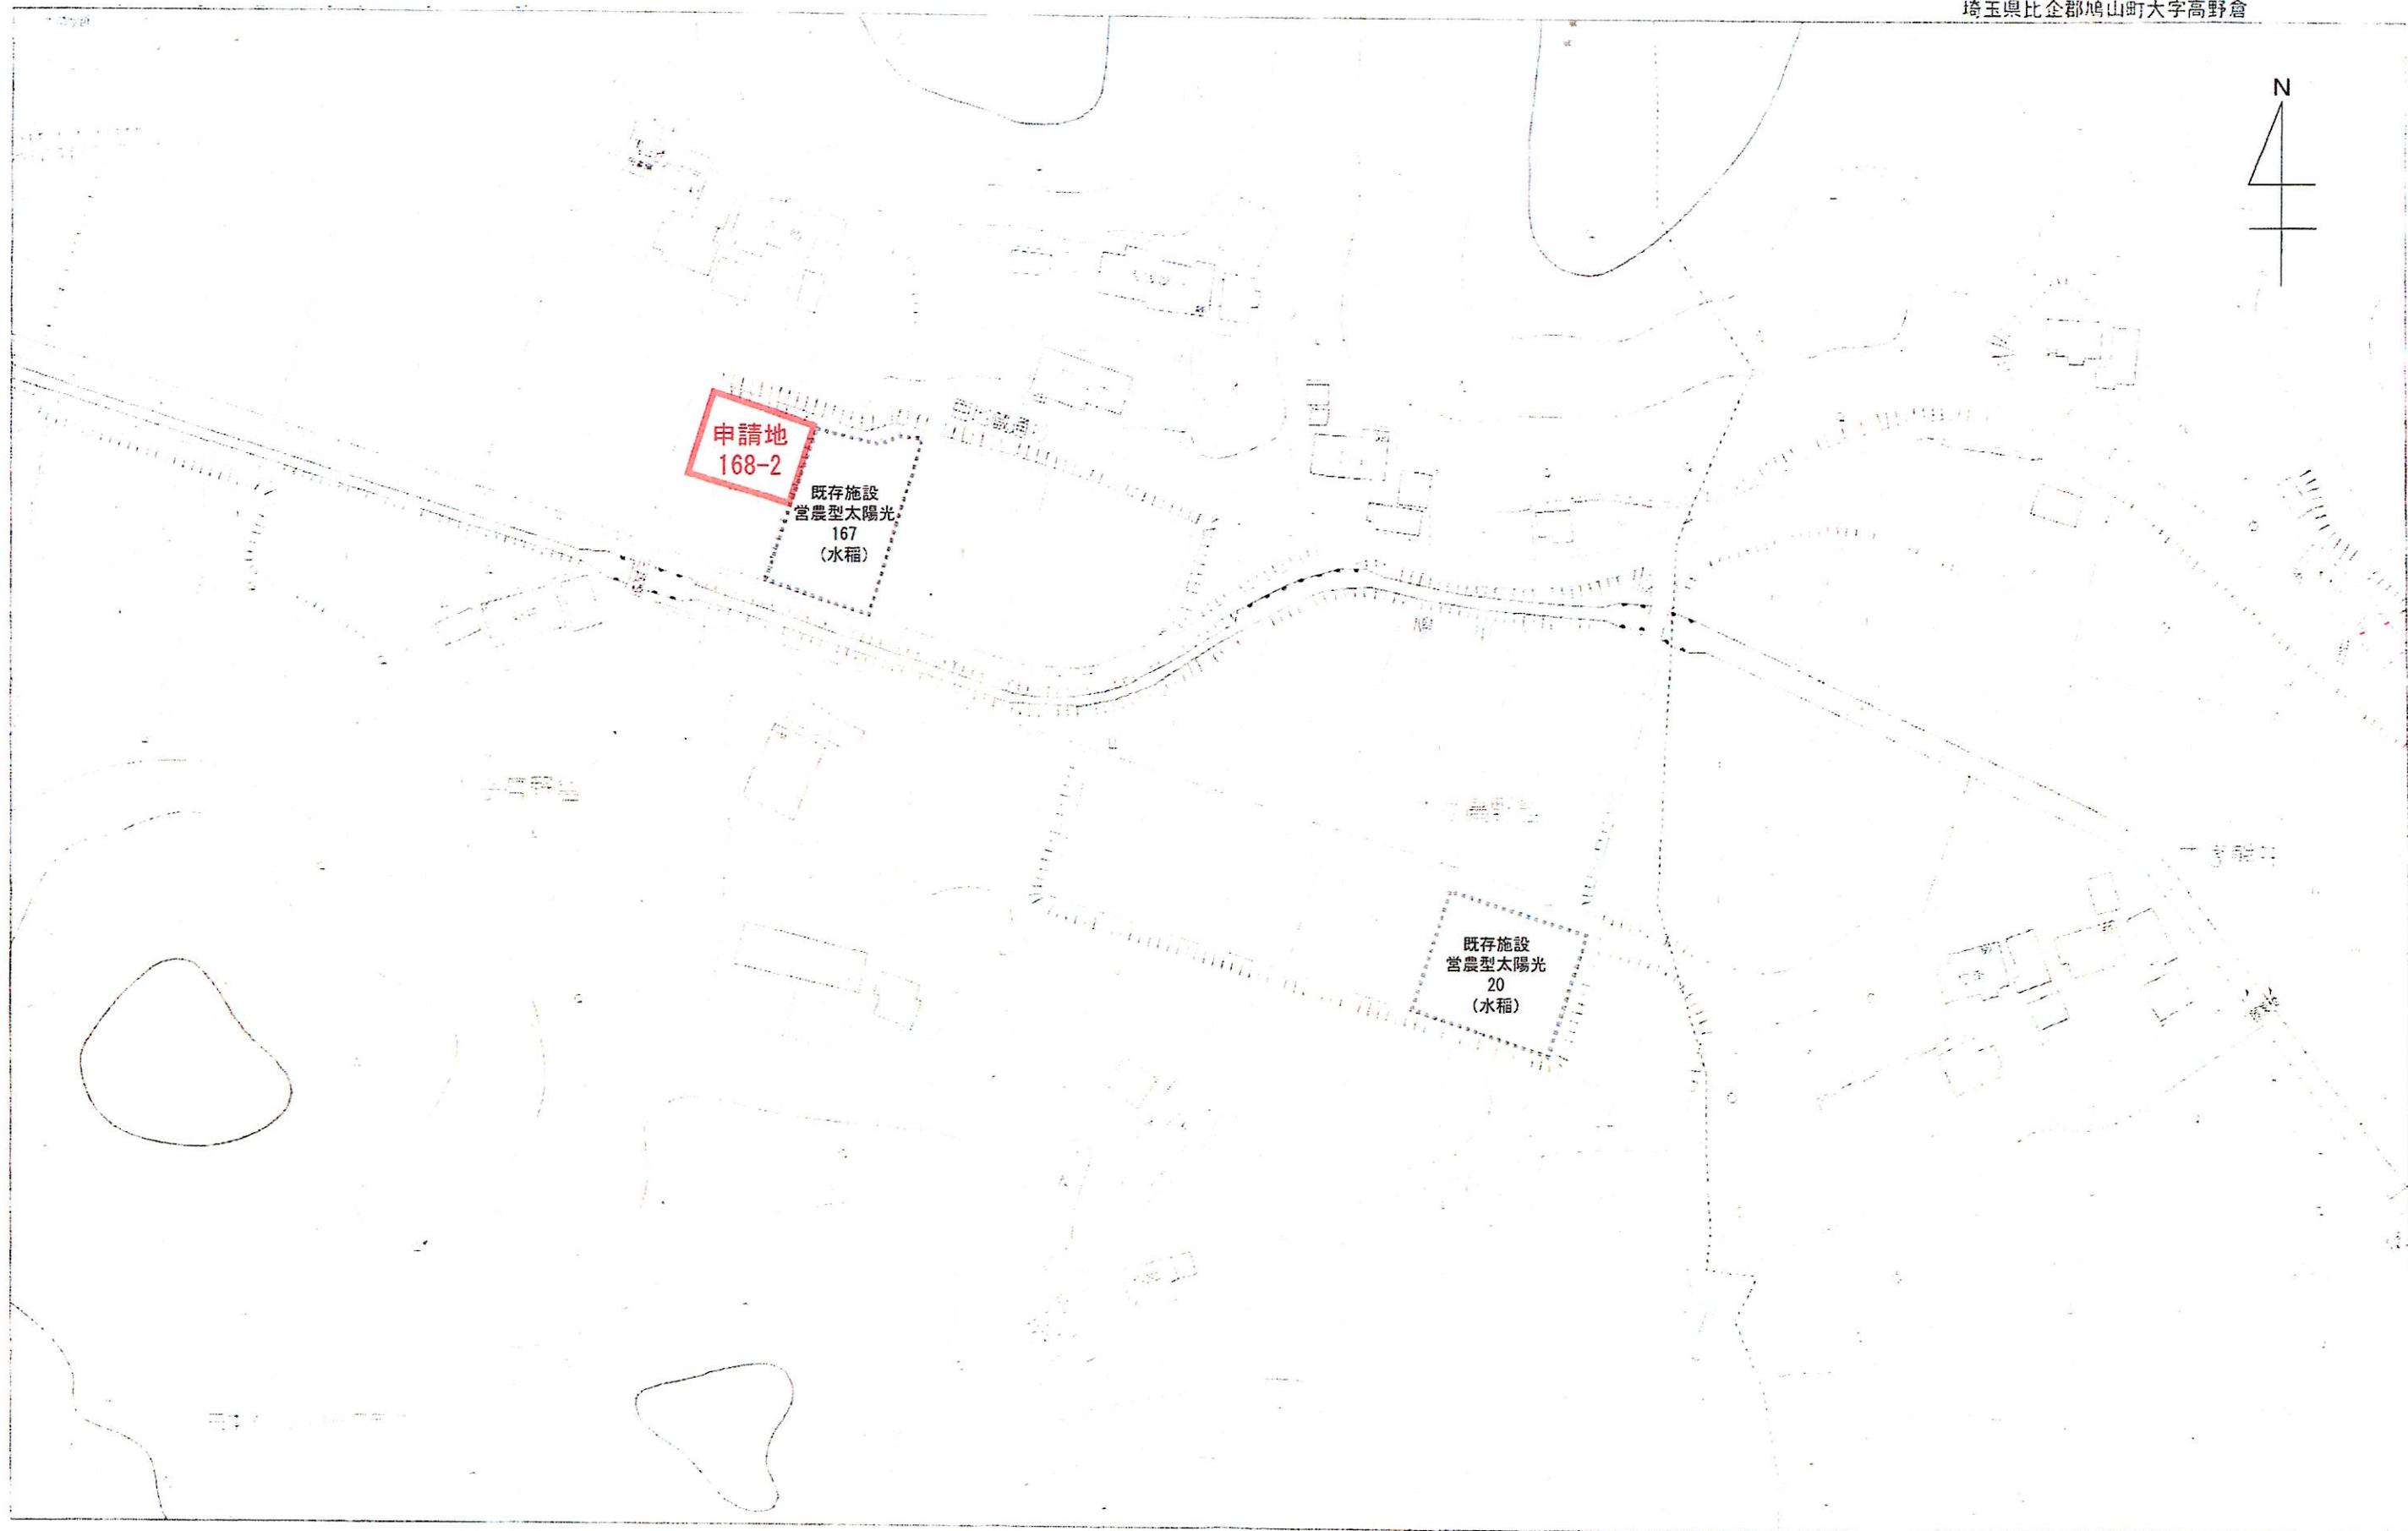 埼玉県比企郡鳩山町大字高野倉
N
申請地
168-2
既存施設
営農型太陽光
167
(水稲)
既存施設
営農型太陽光
20
(水稲)